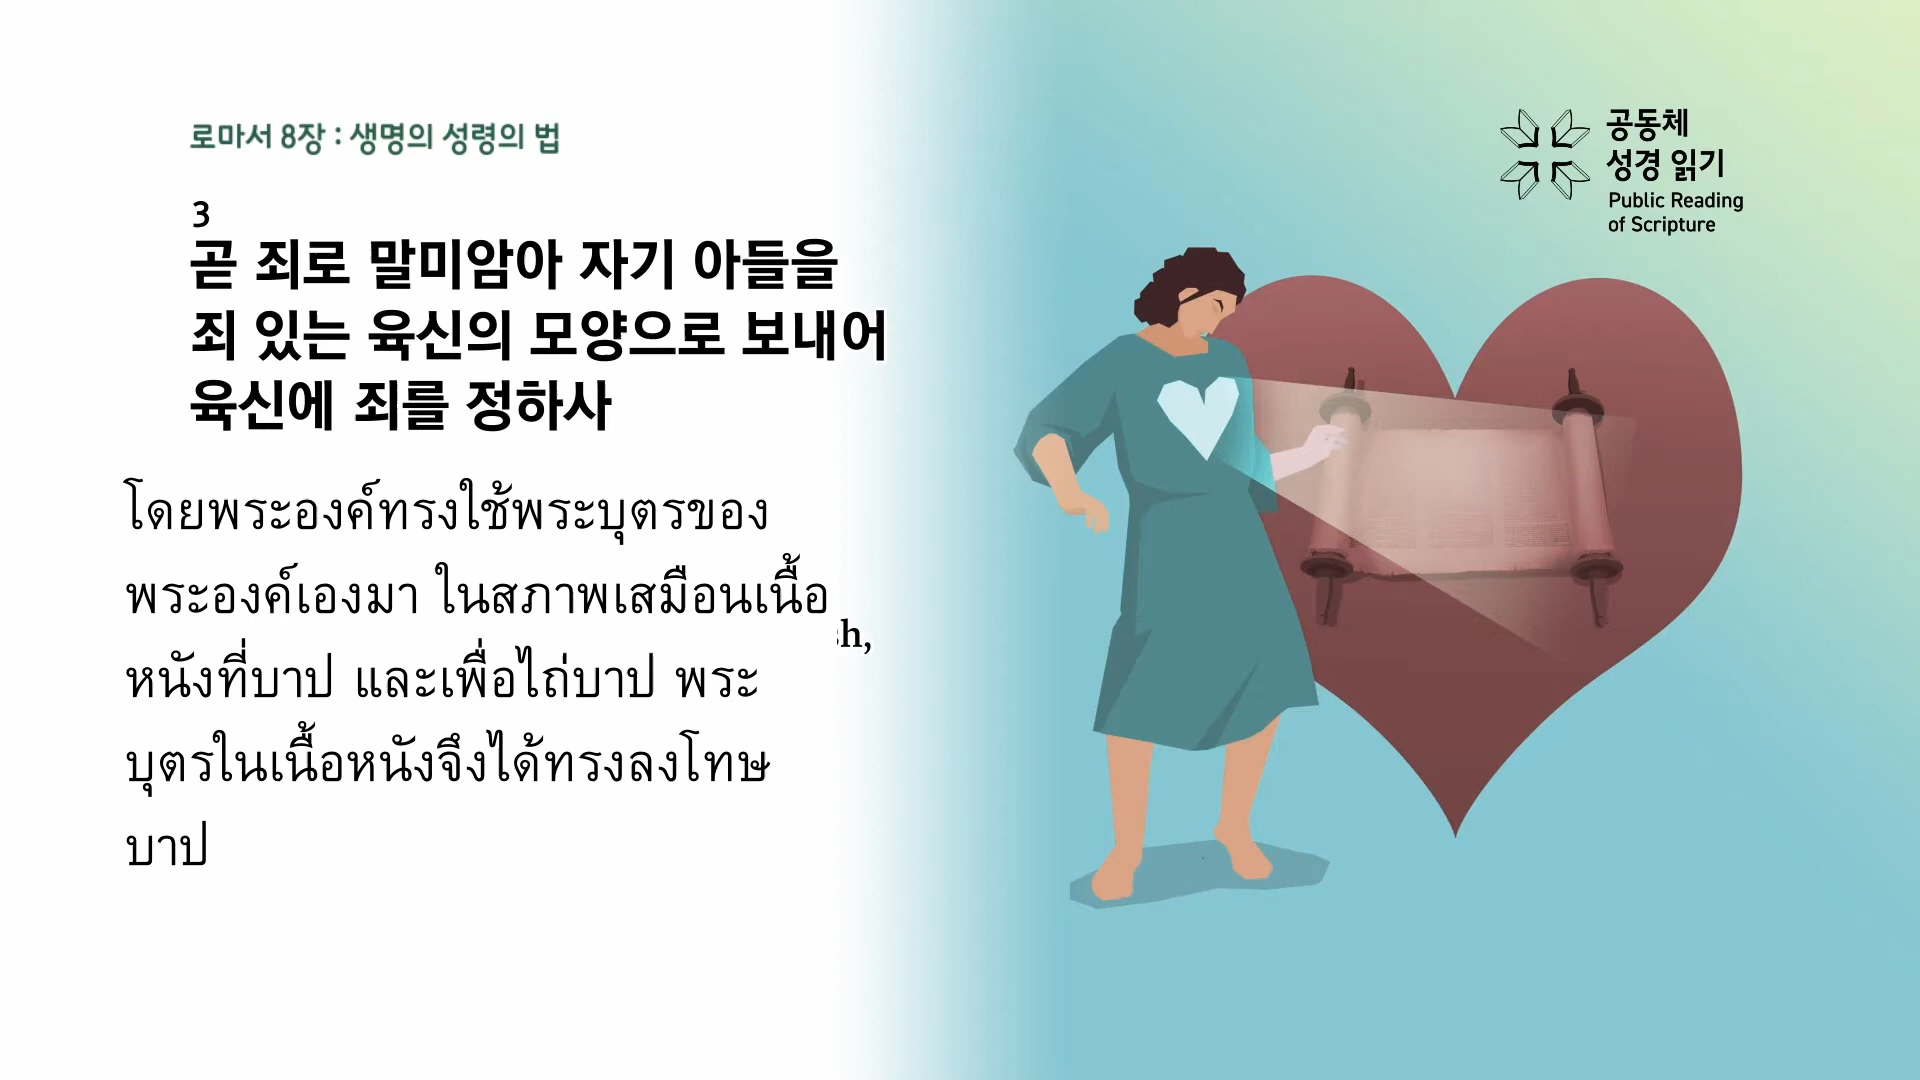 로마서 8장 : 생명의 성령의 법
3
곧 죄로 말미암아 자기 아들을
죄 있는 육신의 모양으로 보내어
육신에 죄를 정하사
โดยพระองค์ทรงใช้พระบุตรของ
พระองค์เองมา ในสภาพเสมือนเนื้อ
หนังที่บาป และเพื่อไถ่บาป พระ
บุตรในเนื้อหนังจึงได้ทรงลงโทษ
บาป
공동체
성경 읽기
Public Reading
of Scripture